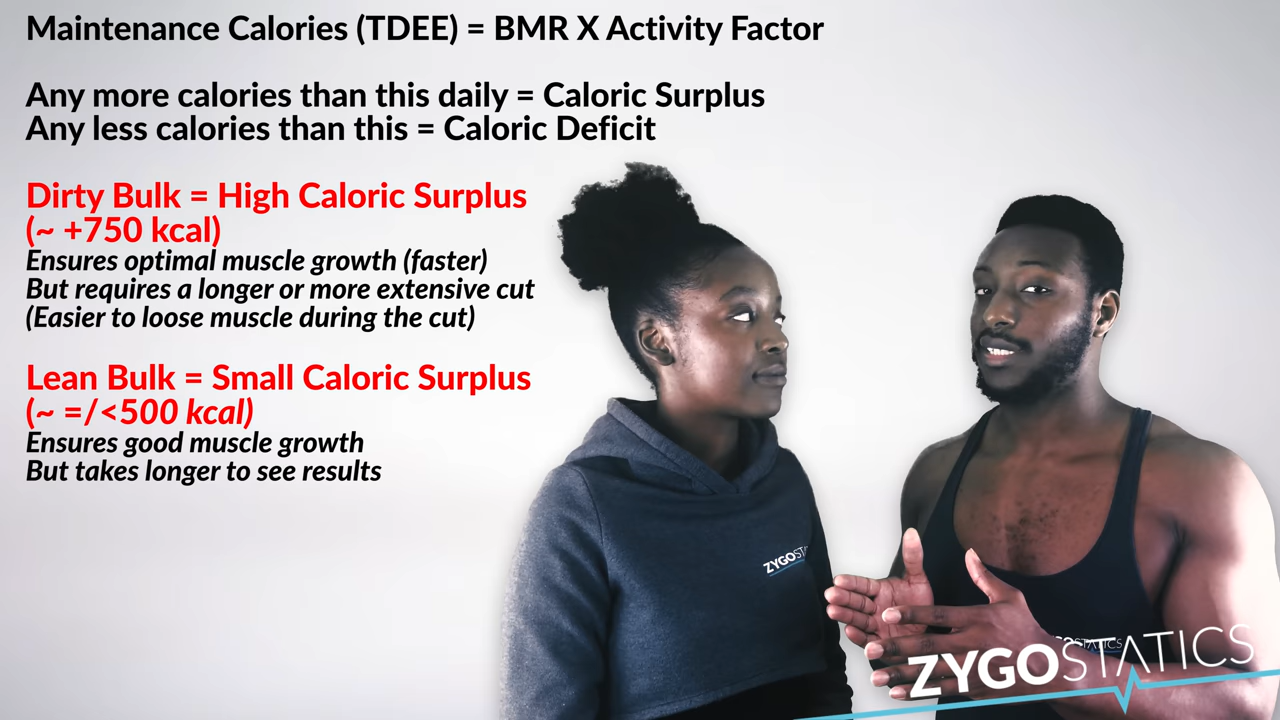 Maintenance Calories (TDEE) = BMR X Activity Factor
Any more calories than this daily = Caloric Surplus
Any less calories than this = Caloric Deficit
Dirty Bulk = High Caloric Surplus
(~ +750 kcal)
Ensures optimal muscle growth (faster)
But requires a longer or more extensive cut
(Easier to loose muscle during the cut)
Lean Bulk = Small Caloric Surplus
(~ =/<500 kcal)
Ensures good muscle growth
But takes longer to see results
ZYGOST
STATICS
ZYGOSTATICS